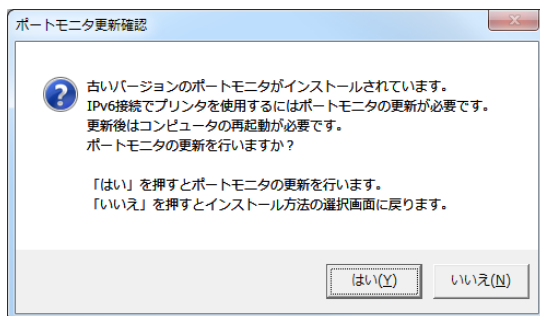 ポートモニタ更新確認
古いバージョンのポートモニタがインストールされています。
IPv6接続でプリンタを使用するにはポートモニタの更新が必要です。
更新後はコンピュータの再起動が必要です。
ポートモニタの更新を行いますか？
「はい」を押すとポートモニタの更新を行います。
「いいえ」を押すとインストール方法の選択画面に戻ります。
はい(Y)
いいえ(N)